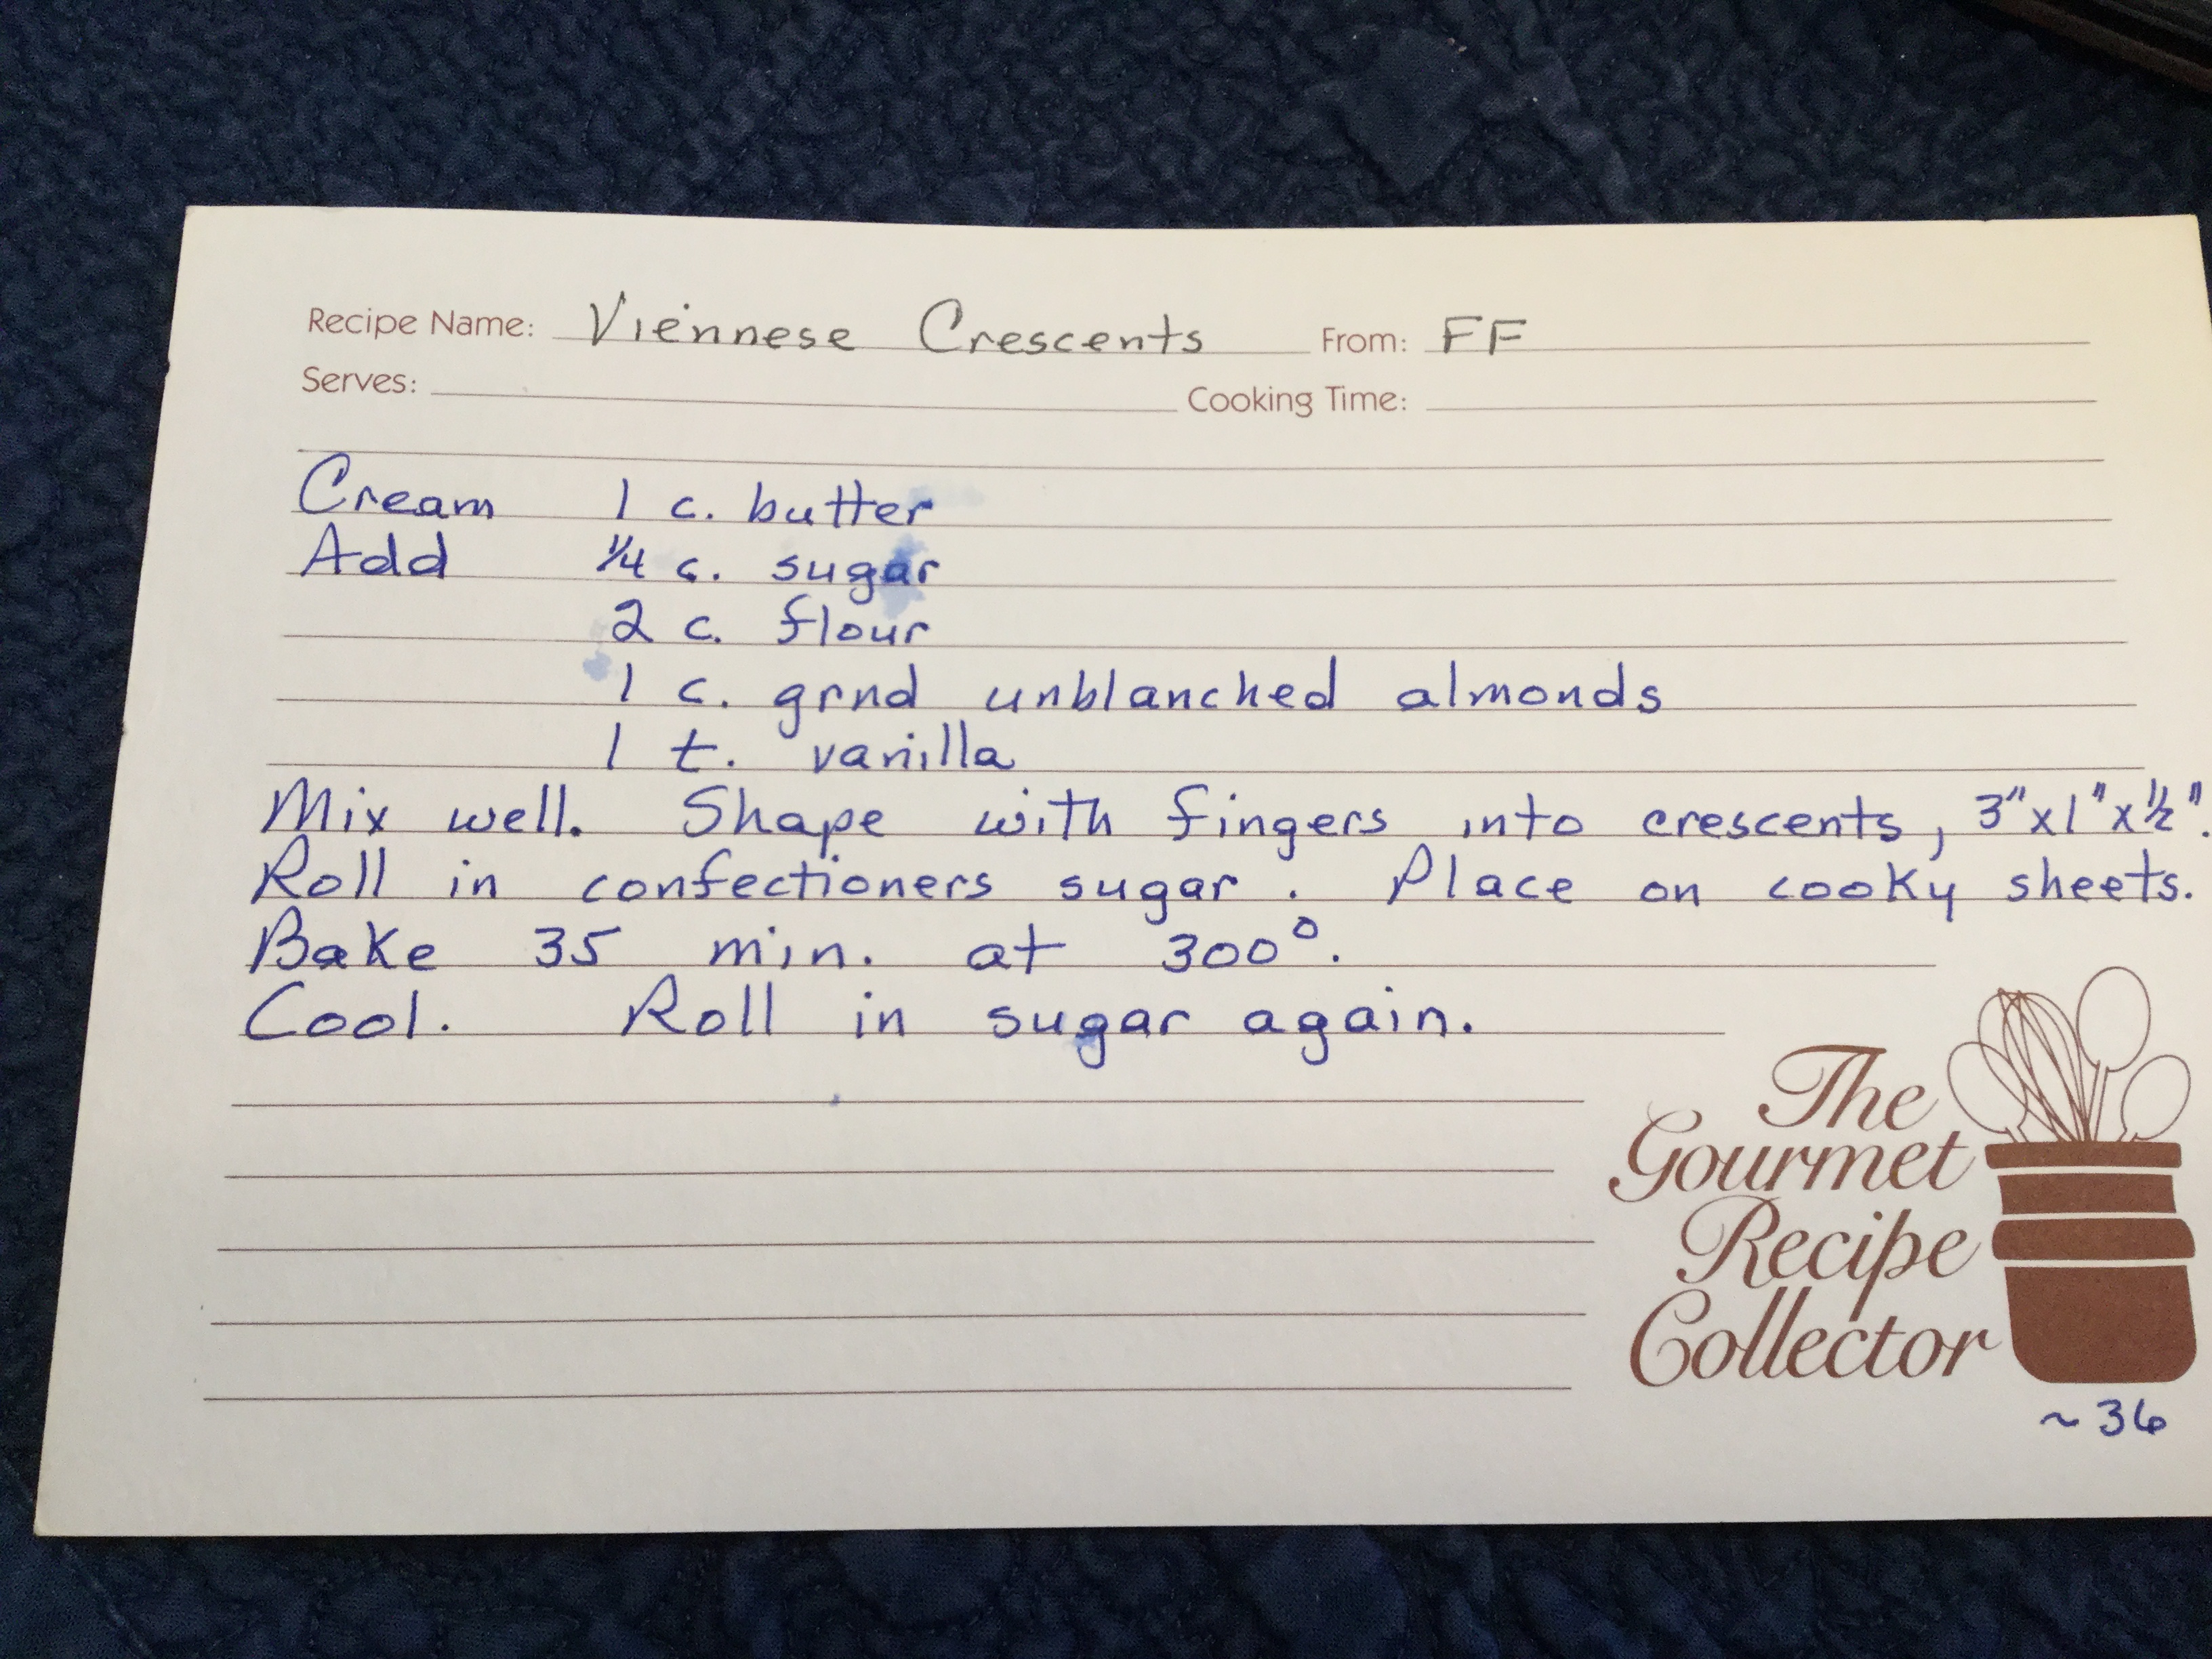 Recipe Name: Viennese Crescents From: FF
Serves: Cooking Time:
Cream 1 c. butter
Add 1/4 c. sugar
2 c. flour
1 c. grnd unblanched almonds
1 t. vanilla
Mix well. Shape with fingers into crescents, 3"x1"x1/2".
Roll in confectioners sugar. Place on cooky sheets.
Bake 35 min. at 300°.
Cool. Roll in sugar again.
The
Gourmet
Recipe
Collector
~36